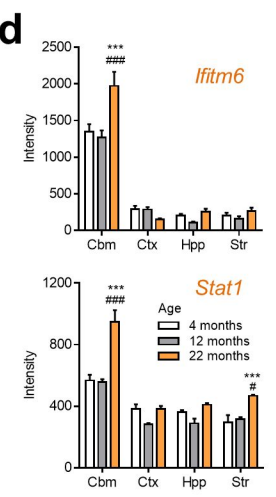 d
2500
***
###
Ifitm6
2000
1500
Intensity
1000
500
0
Cbm Ctx Hpp Str
1200
***
###
Stat1
Age
4 months
12 months
22 months
800
Intensity
***
#
400
0
Cbm Ctx Hpp Str